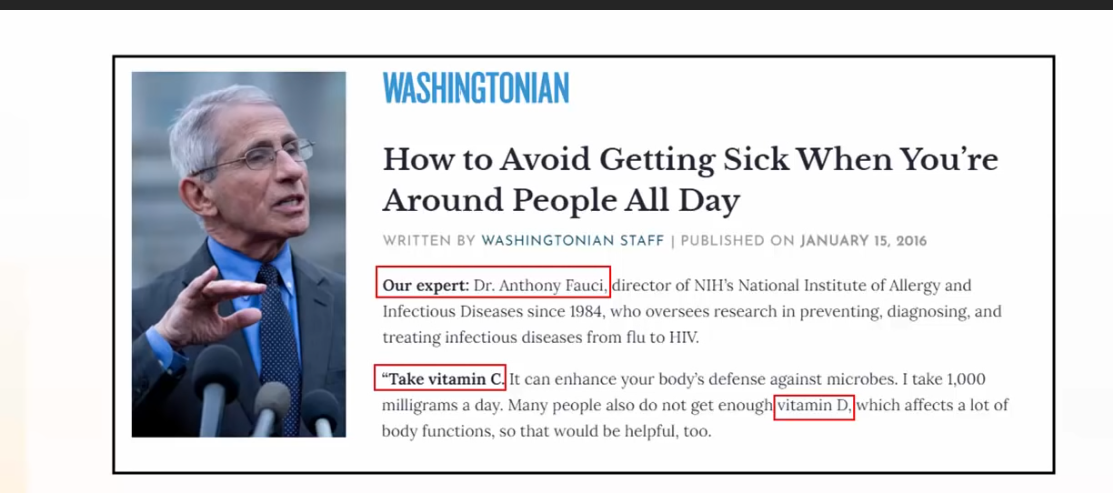 WASHINGTONIAN
How to Avoid Getting Sick When You’re
Around People All Day
WRITTEN BY WASHINGTONIAN STAFF | PUBLISHED ON JANUARY 15, 2016
Our expert: Dr. Anthony Fauci, director of NIH’s National Institute of Allergy and
Infectious Diseases since 1984, who oversees research in preventing, diagnosing, and
treating infectious diseases from flu to HIV.
“Take vitamin C. It can enhance your body’s defense against microbes. I take 1,000
milligrams a day. Many people also do not get enough vitamin D, which affects a lot of
body functions, so that would be helpful, too.